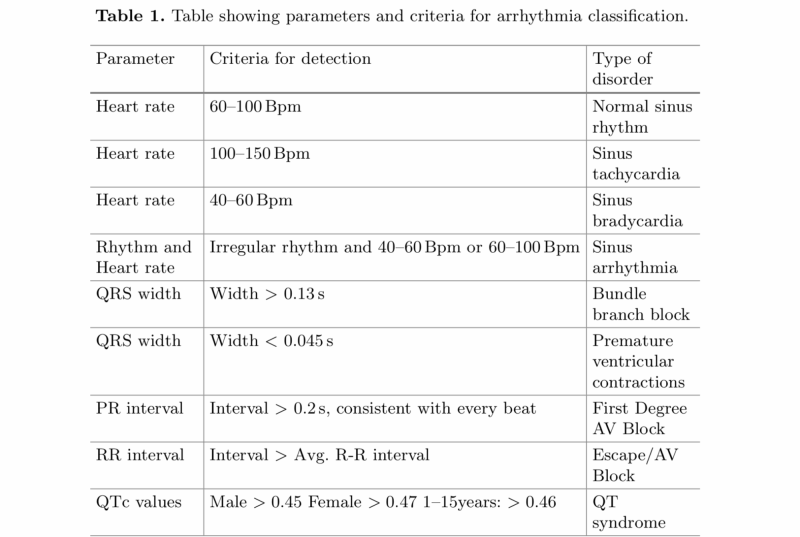 Table 1. Table showing parameters and criteria for arrhythmia classification.
Parameter Criteria for detection Type of
disorder
Heart rate 60–100 Bpm Normal sinus
rhythm
Heart rate 100–150 Bpm Sinus
tachycardia
Heart rate 40–60 Bpm Sinus
bradycardia
Rhythm and Irregular rhythm and 40–60 Bpm or 60–100 Bpm Sinus
Heart rate arrhythmia
QRS width Width > 0.13 s Bundle
branch block
QRS width Width < 0.045 s Premature
ventricular
contractions
PR interval Interval > 0.2 s, consistent with every beat First Degree
AV Block
RR interval Interval > Avg. R-R interval Escape/AV
Block
QTc values Male > 0.45 Female > 0.47 1–15years: > 0.46 QT
syndrome